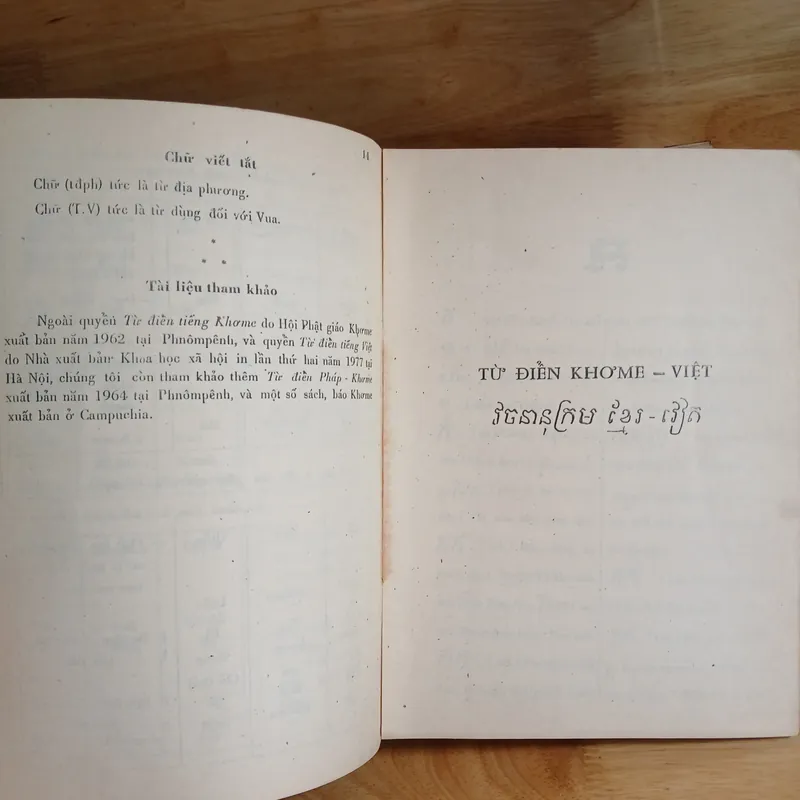 11
Chữ viết tắt
Chữ (tđph) tức là từ địa phương.
Chữ (T.V) tức là từ dùng đối với Vua.
*
* *
Tài liệu tham khảo
Ngoài quyển Từ điển tiếng Khơme do Hội Phật giáo Khơme
xuất bản năm 1962 tại Phnômpênh, và quyển Từ điển tiếng Việt
do Nhà xuất bản Khoa học xã hội in lần thứ hai năm 1977 tại
Hà Nội, chúng tôi còn tham khảo thêm Từ điển Pháp - Khơme
xuất bản năm 1964 tại Phnômpênh, và một số sách, báo Khơme
xuất bản ở Campuchia.
TỪ ĐIỂN KHƠME - VIỆT
វចនានុក្រម ខ្មែរ - វៀត